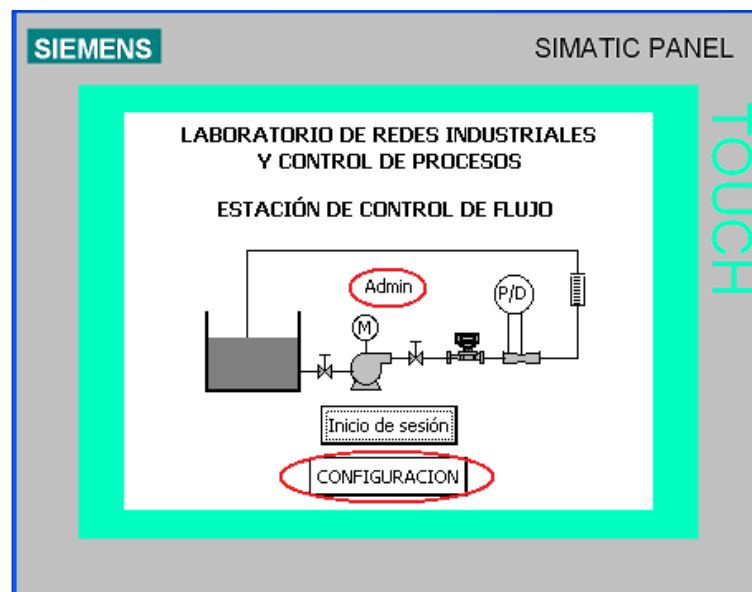 SIEMENS
SIMATIC PANEL
TOUCH
LABORATORIO DE REDES INDUSTRIALES
Y CONTROL DE PROCESOS
ESTACIÓN DE CONTROL DE FLUJO
Admin
P/D
M
Inicio de sesión
CONFIGURACION